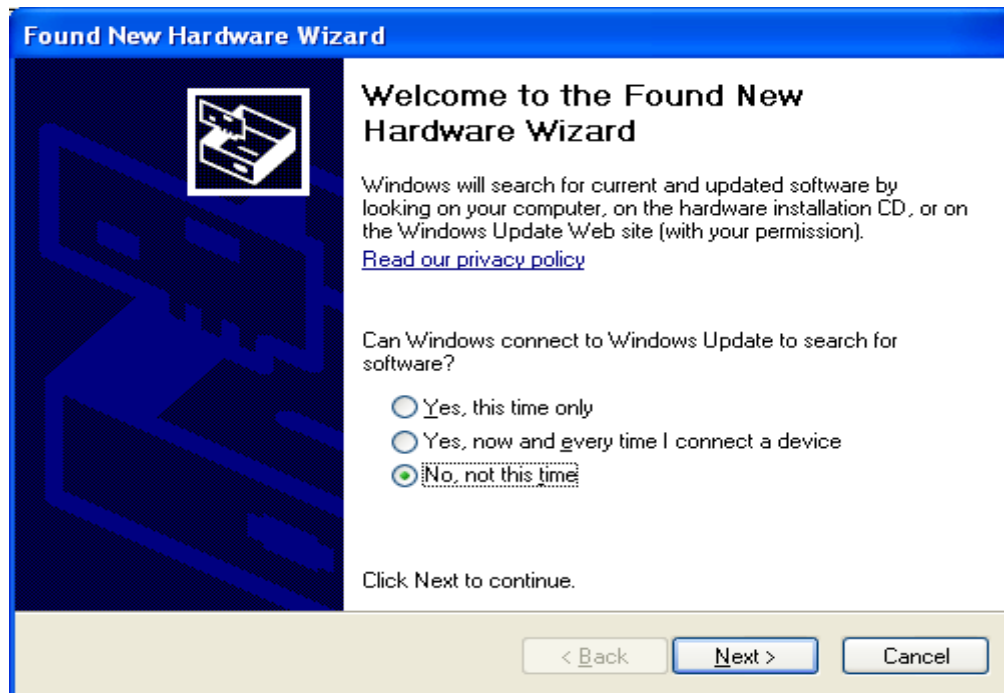 Found New Hardware Wizard
Welcome to the Found New
Hardware Wizard
Windows will search for current and updated software by
looking on your computer, on the hardware installation CD, or on
the Windows Update Web site (with your permission).
Read our privacy policy
Can Windows connect to Windows Update to search for
software?
Yes, this time only
Yes, now and every time I connect a device
No, not this time
Click Next to continue.
< Back
Next >
Cancel